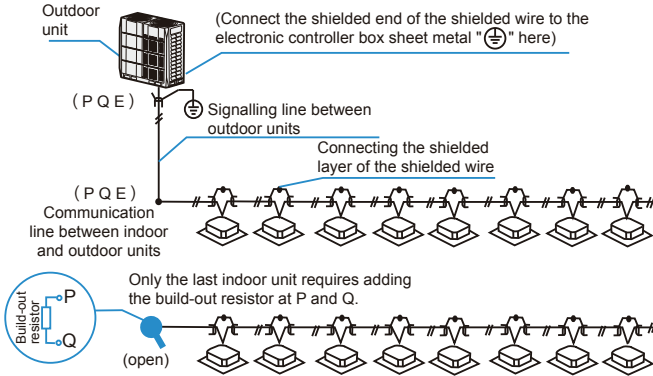 Outdoor
unit
(Connect the shielded end of the shielded wire to the
electronic controller box sheet metal "⏚" here)
( P Q E )
Signalling line between
outdoor units
Connecting the shielded
layer of the shielded wire
( P Q E )
Communication
line between indoor
and outdoor units
Only the last indoor unit requires adding
the build-out resistor at P and Q.
Build-out
resistor
P
Q
(open)